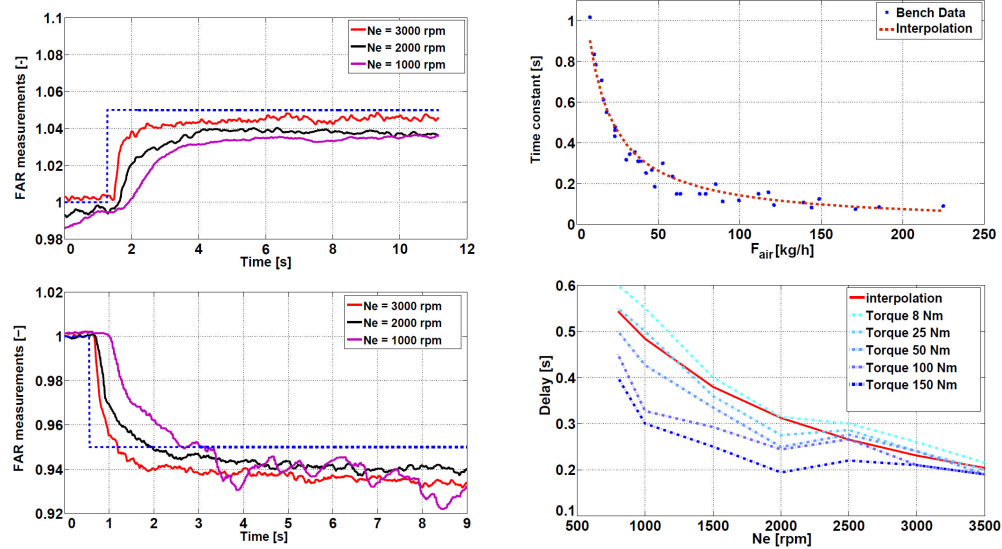 FAR measurements [-]
1.1
1.08
1.06
1.04
1.02
1
0.98
0 2 4 6 8 10 12
Time [s]
Ne = 3000 rpm
Ne = 2000 rpm
Ne = 1000 rpm
Time constant [s]
1
0.8
0.6
0.4
0.2
0
0 50 100 150 200 250
Fair[kg/h]
Bench Data
Interpolation
FAR measurements [-]
1.02
1
0.98
0.96
0.94
0.92
0 1 2 3 4 5 6 7 8 9
Time [s]
Ne = 3000 rpm
Ne = 2000 rpm
Ne = 1000 rpm
Delay [s]
0.6
0.5
0.4
0.3
0.2
0.1
500 1000 1500 2000 2500 3000 3500
Ne [rpm]
interpolation
Torque 8 Nm
Torque 25 Nm
Torque 50 Nm
Torque 100 Nm
Torque 150 Nm